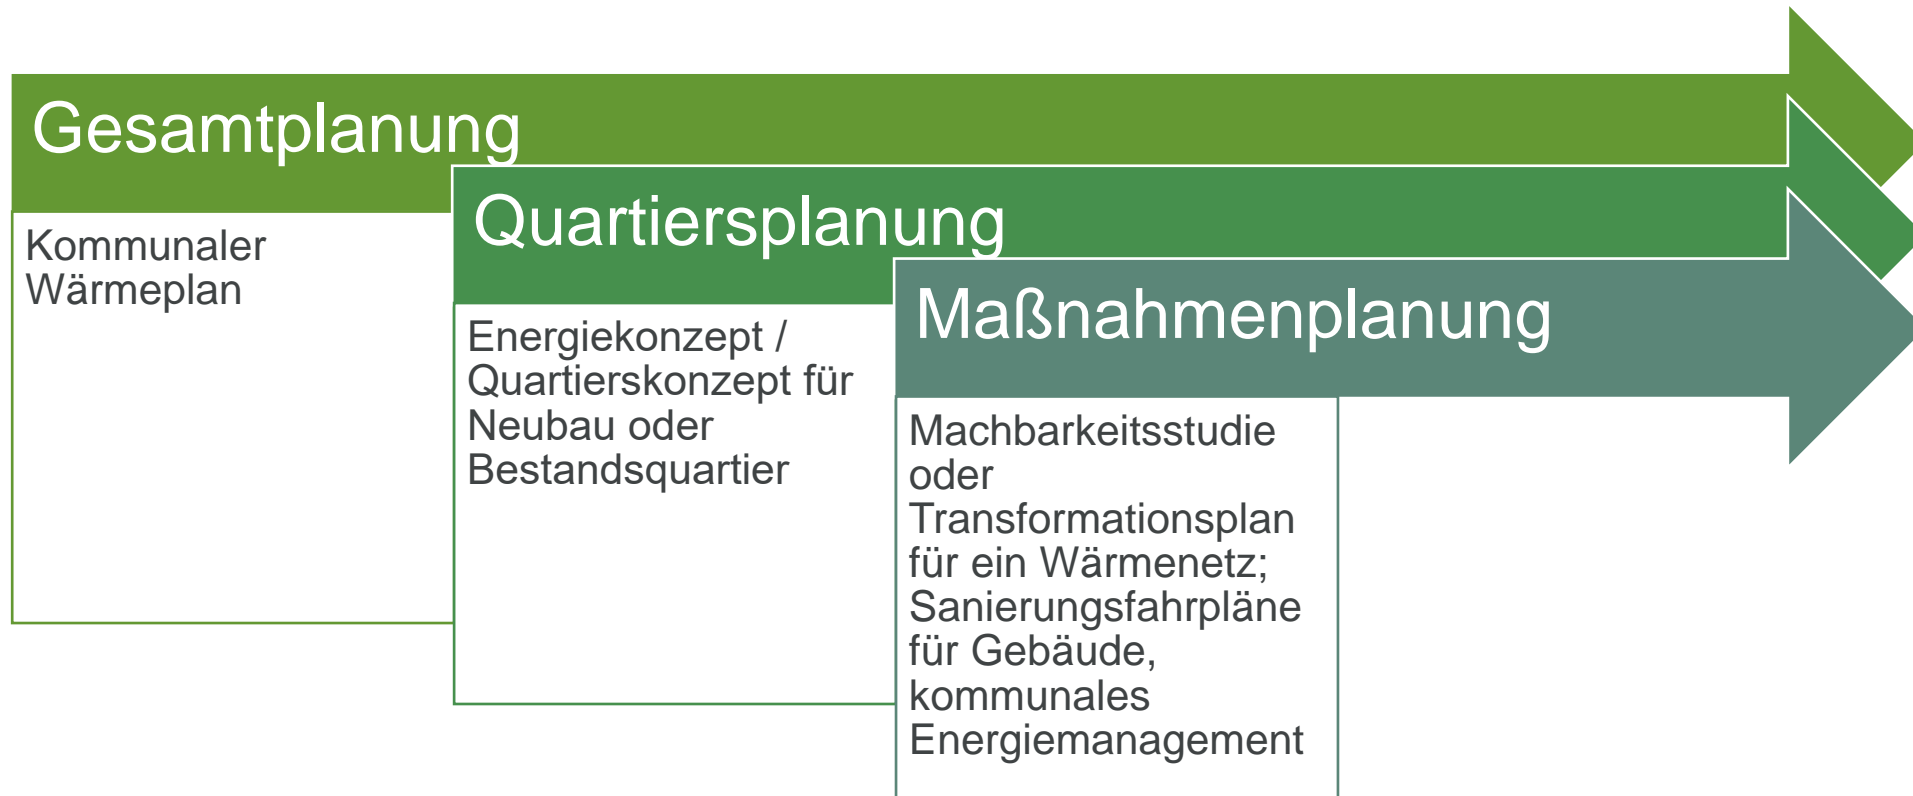 Gesamtplanung
Kommunaler
Wärmeplan
Quartiersplanung
Energiekonzept /
Quartierskonzept für
Neubau oder
Bestandsquartier
Maßnahmenplanung
Machbarkeitsstudie
oder
Transformationsplan
für ein Wärmenetz;
Sanierungsfahrpläne
für Gebäude,
kommunales
Energiemanagement